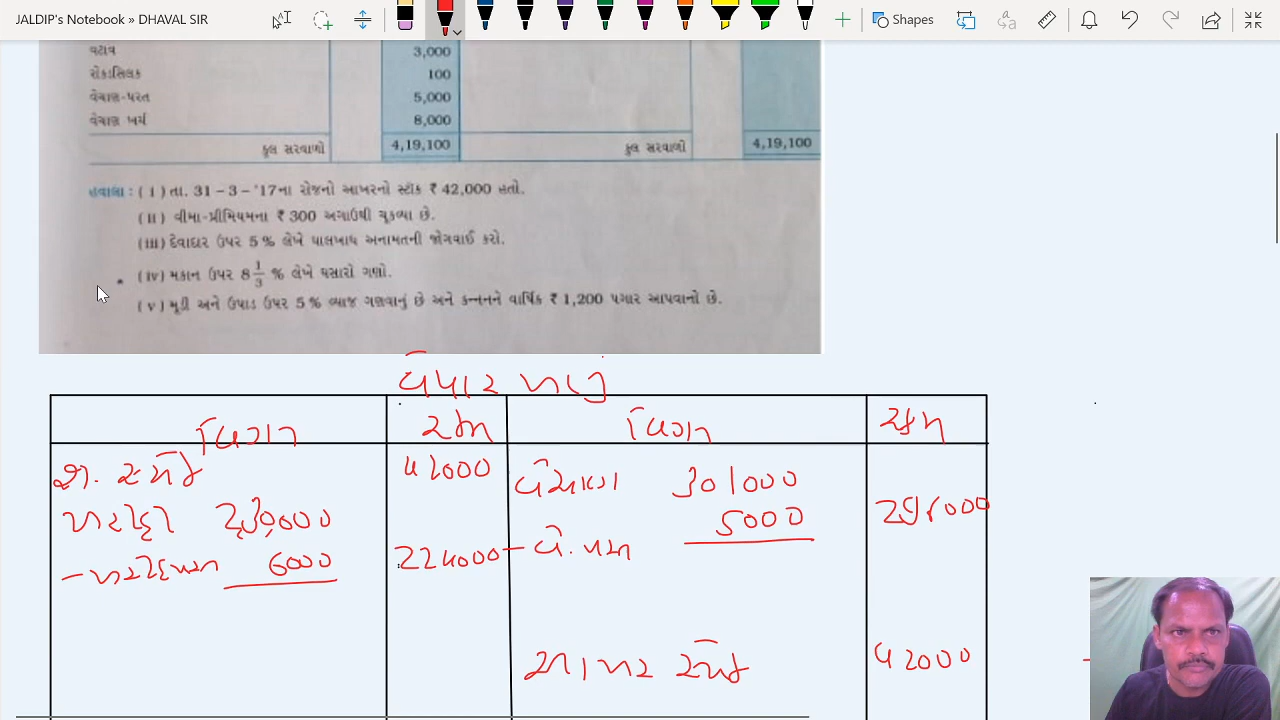 JALDIP's Notebook » DHAVAL SIR
Shapes
વટાવ 3,000
રોકડસિલક 100
વેચાણ-પરત 5,000
વેચાણ ખર્ચ 8,000
કુલ સરવાળો 4,19,100 કુલ સરવાળો 4,19,100
હવાલા : (I) તા. 31-3-'17ના રોજનો આખરનો સ્ટૉક ₹ 42,000 હતો.
(II) વીમા-પ્રીમિયમના ₹ 300 અગાઉથી ચૂકવ્યા છે.
(III) દેવાદાર ઉપર 5 % લેખે ઘાલખાધ અનામતની જોગવાઈ કરો.
(IV) મકાન ઉપર 8 1/3 % લેખે ઘસારો ગણો.
(V) મૂડી અને ઉપાડ ઉપર 5 % વ્યાજ ગણવાનું છે અને કન્નનને વાર્ષિક ₹ 1,200 પગાર આપવાનો છે.
વેપાર ખાતું
વિગત રકમ વિગત રકમ
શ. સ્ટોક 42000 વેચાણ 301000
ખરીદ 230,000 5000 296000
- ખરીદપરત 6000 224000 - વે. પરત
આખર સ્ટોક 42000